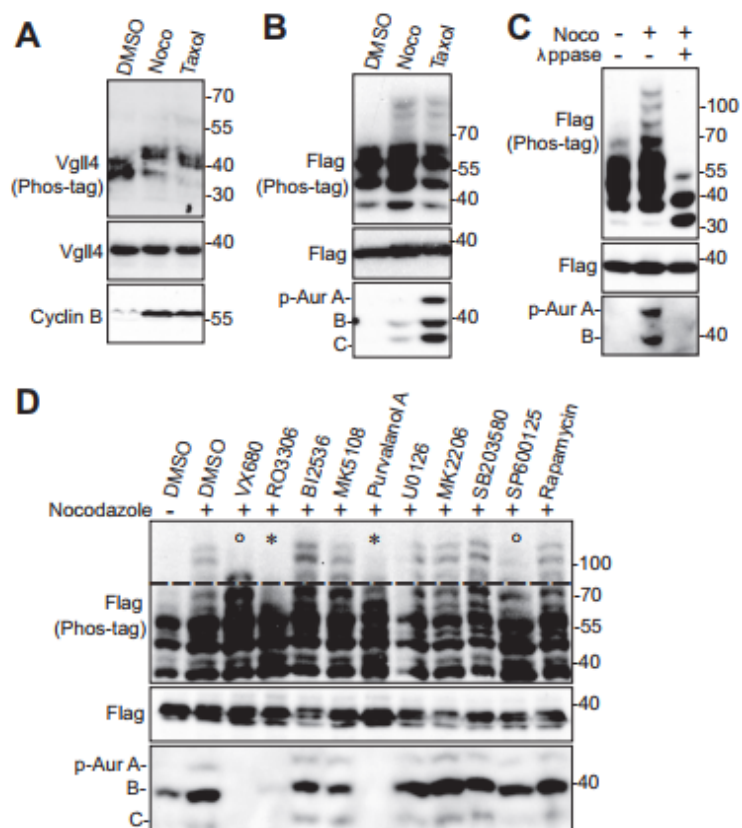 A
DMSO
Noco
Taxol
-70
-55
Vgll4
-40
(Phos-tag)
-30
-40
Vgll4
Cyclin B
-55
B
DMSO
Noco
Taxol
70
Flag
55
(Phos-tag)
40
40
Flag
p-Aur A-
B-
40
C-
C
Noco - + +
λppase - - +
-100
Flag
-70
(Phos-tag)
-55
-40
-30
-40
Flag
p-Aur A-
B-
-40
D
DMSO
DMSO
VX680
RO3306
BI2536
MK5108
Purvalanol A
U0126
MK2206
SB203580
SP600125
Rapamycin
Nocodazole - + + + + + + + + + + +
° * * °
-100
-70
Flag
-55
(Phos-tag)
-40
-40
Flag
p-Aur A-
B-
-40
C-